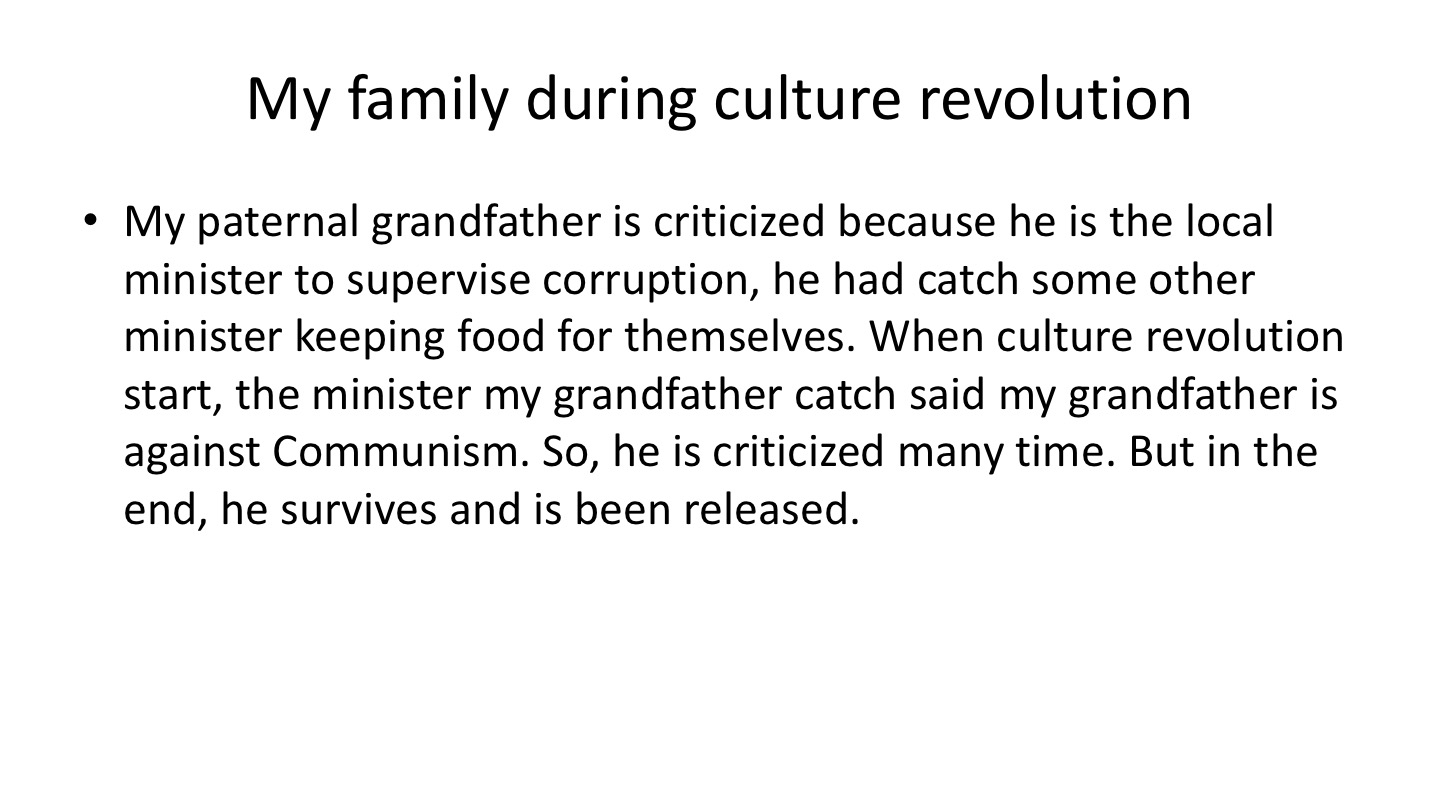 My family during culture revolution
• My paternal grandfather is criticized because he is the local
minister to supervise corruption, he had catch some other
minister keeping food for themselves. When culture revolution
start, the minister my grandfather catch said my grandfather is
against Communism. So, he is criticized many time. But in the
end, he survives and is been released.